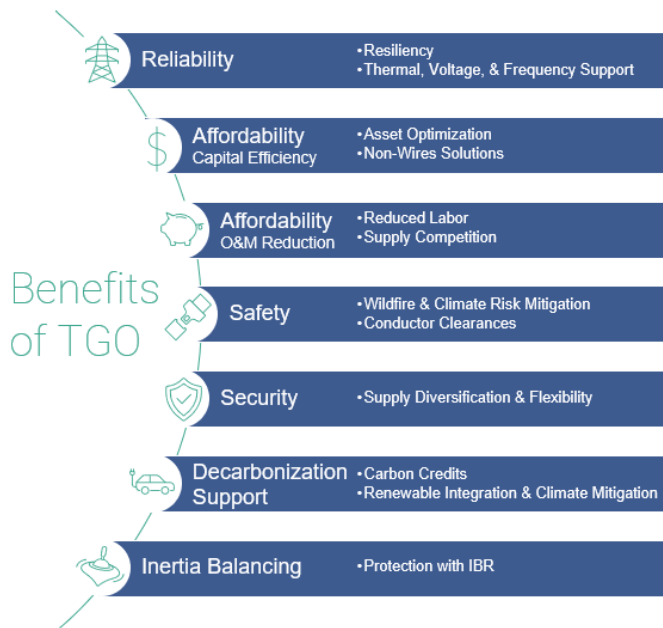 Benefits
of TGO
Reliability
•Resiliency
•Thermal, Voltage, & Frequency Support
Affordability
Capital Efficiency
•Asset Optimization
•Non-Wires Solutions
Affordability
O&M Reduction
•Reduced Labor
•Supply Competition
Safety
•Wildfire & Climate Risk Mitigation
•Conductor Clearances
Security
•Supply Diversification & Flexibility
Decarbonization
Support
•Carbon Credits
•Renewable Integration & Climate Mitigation
Inertia Balancing
•Protection with IBR